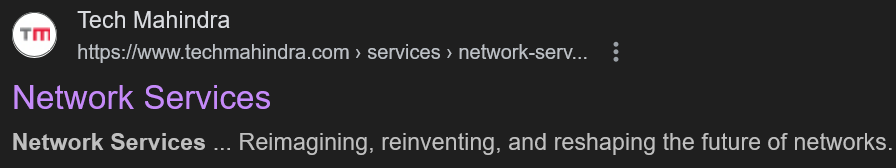 TM
Tech Mahindra
https://www.techmahindra.com › services › network-serv...
Network Services
Network Services ... Reimagining, reinventing, and reshaping the future of networks.